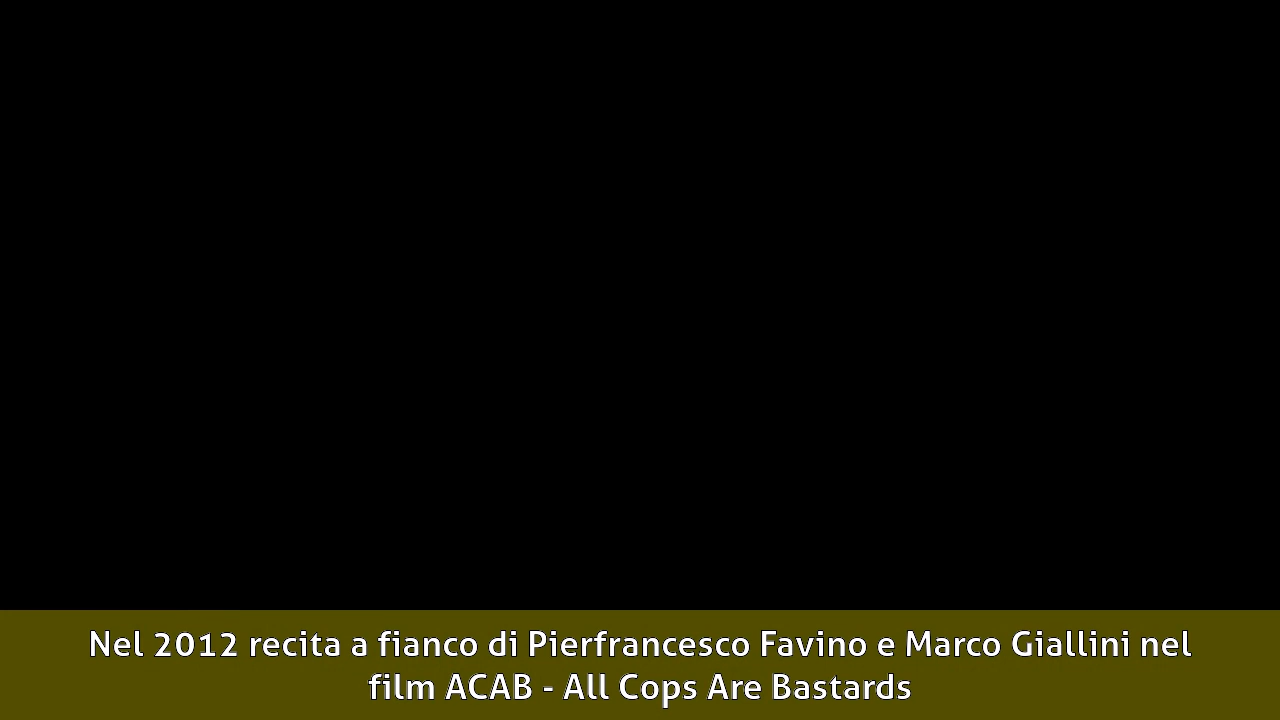 Nel 2012 recita a fianco di Pierfrancesco Favino e Marco Giallini nel
film ACAB - All Cops Are Bastards